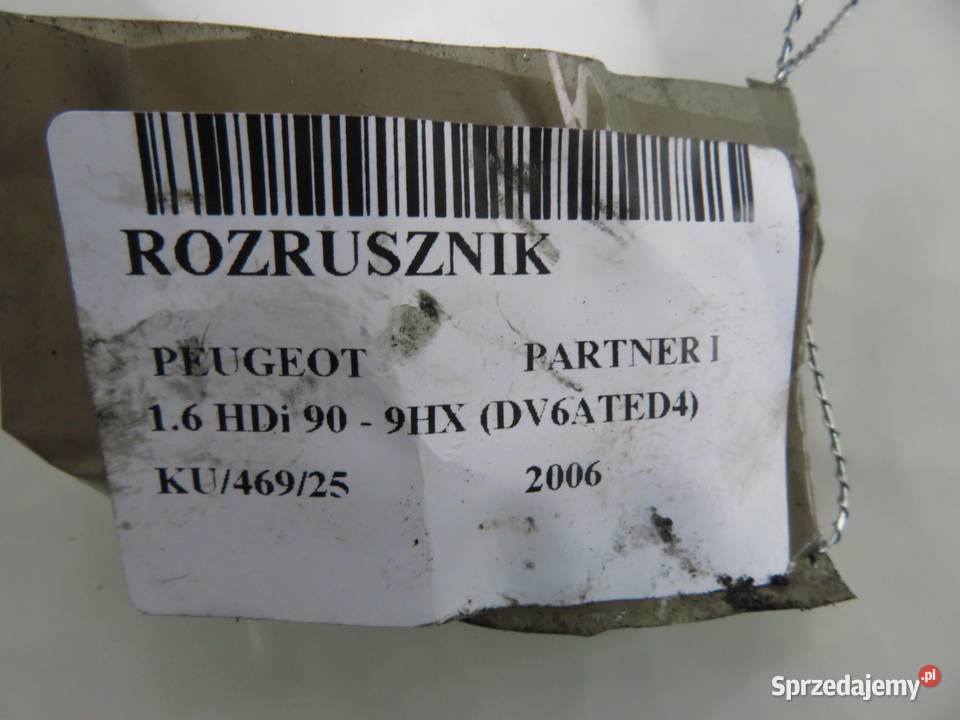 ROZRUSZNIK
PEUGEOT PARTNER I
1.6 HDi 90 - 9HX (DV6ATED4)
KU/469/25 2006
Sprzedajemy.pl